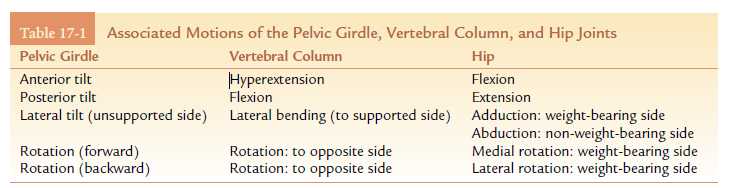 Table 17-1 Associated Motions of the Pelvic Girdle, Vertebral Column, and Hip Joints
Pelvic Girdle Vertebral Column Hip
Anterior tilt Hyperextension Flexion
Posterior tilt Flexion Extension
Lateral tilt (unsupported side) Lateral bending (to supported side) Adduction: weight-bearing side
Abduction: non-weight-bearing side
Rotation (forward) Rotation: to opposite side Medial rotation: weight-bearing side
Rotation (backward) Rotation: to opposite side Lateral rotation: weight-bearing side